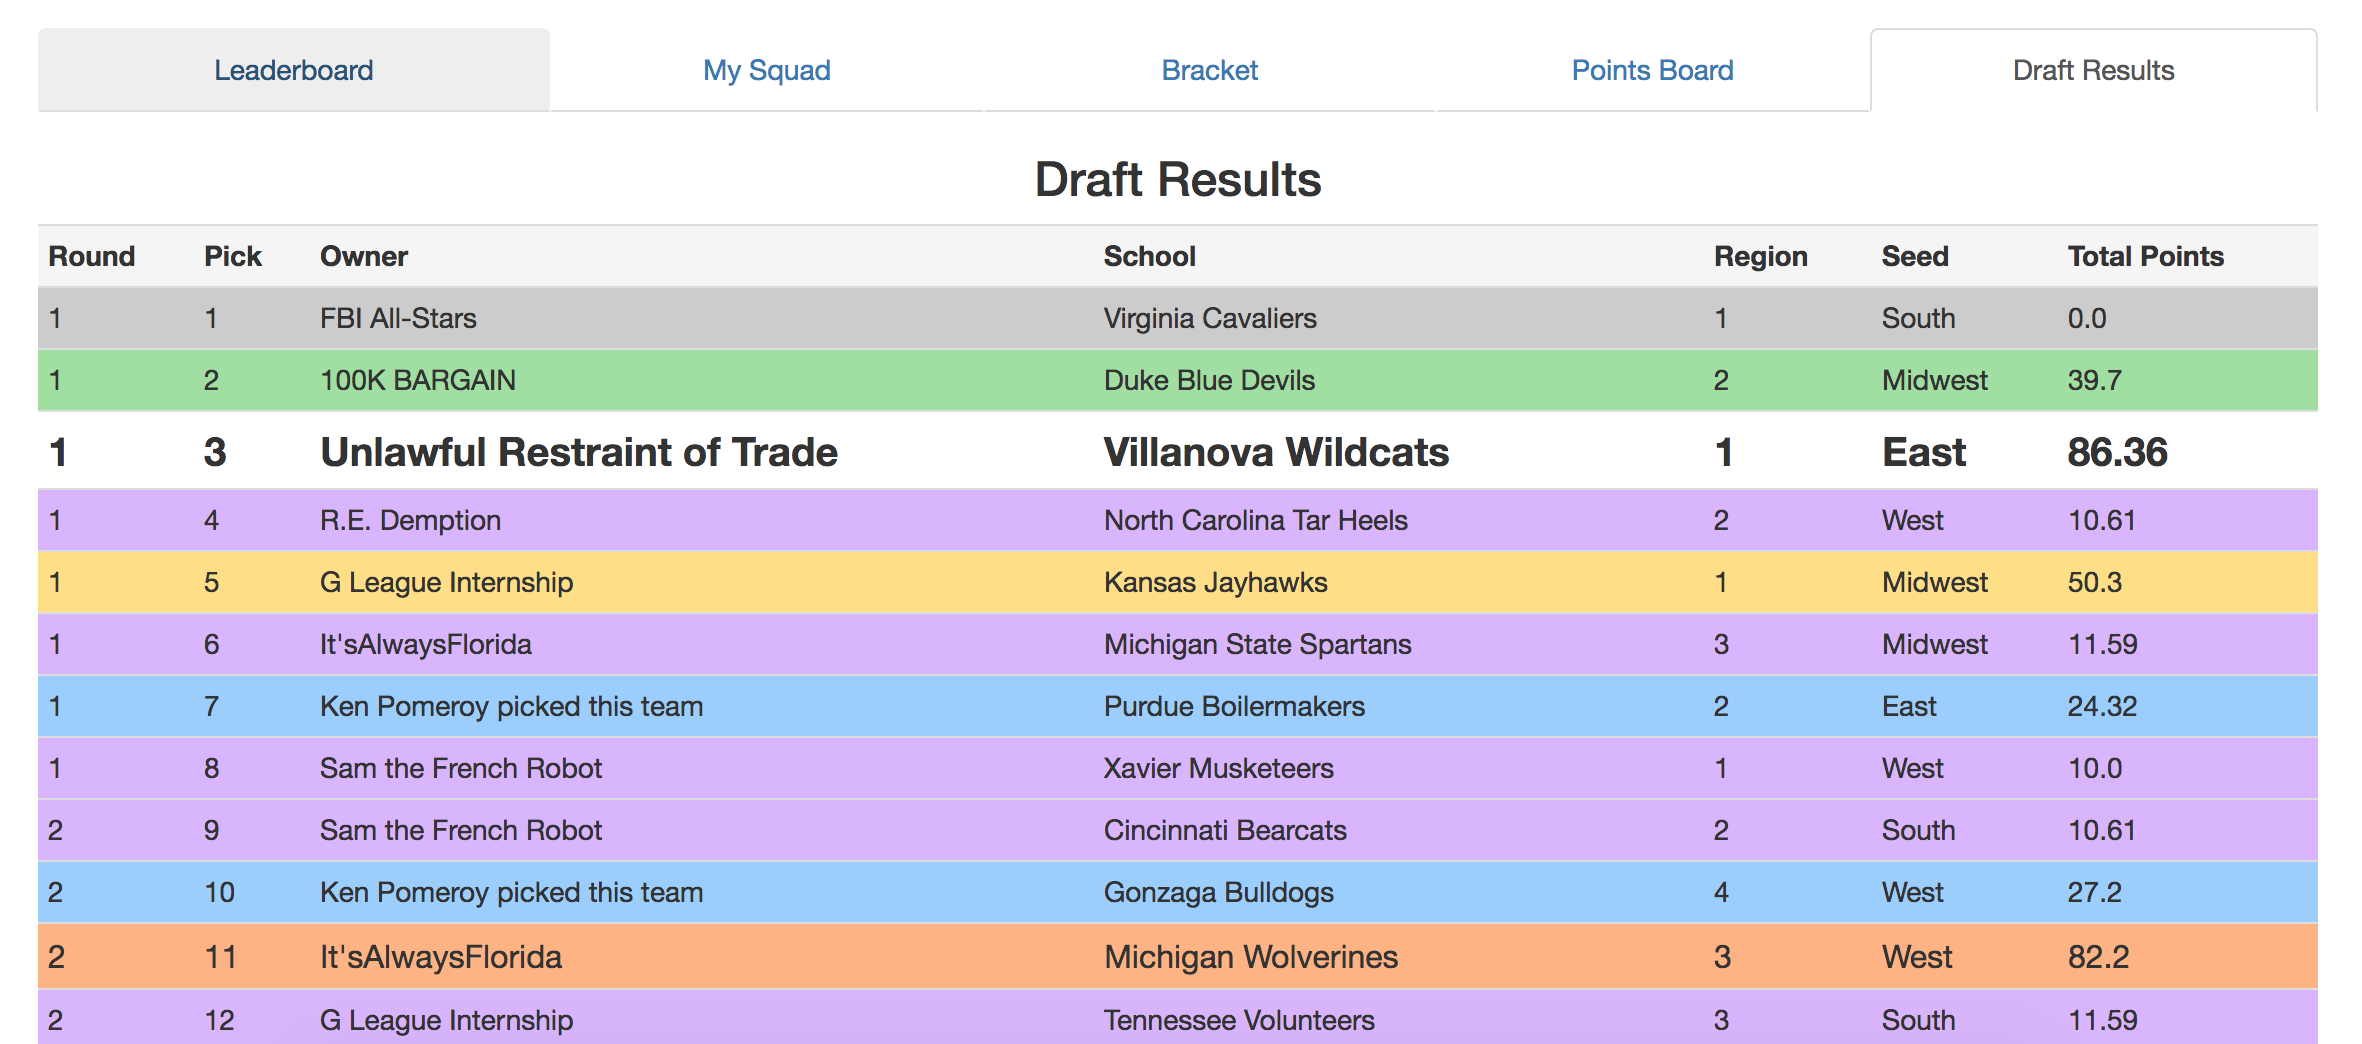 Leaderboard My Squad Bracket Points Board Draft Results
Draft Results
Round Pick Owner School Region Seed Total Points
1 1 FBI All-Stars Virginia Cavaliers 1 South 0.0
1 2 100K BARGAIN Duke Blue Devils 2 Midwest 39.7
1 3 Unlawful Restraint of Trade Villanova Wildcats 1 East 86.36
1 4 R.E. Demption North Carolina Tar Heels 2 West 10.61
1 5 G League Internship Kansas Jayhawks 1 Midwest 50.3
1 6 It'sAlwaysFlorida Michigan State Spartans 3 Midwest 11.59
1 7 Ken Pomeroy picked this team Purdue Boilermakers 2 East 24.32
1 8 Sam the French Robot Xavier Musketeers 1 West 10.0
2 9 Sam the French Robot Cincinnati Bearcats 2 South 10.61
2 10 Ken Pomeroy picked this team Gonzaga Bulldogs 4 West 27.2
2 11 It'sAlwaysFlorida Michigan Wolverines 3 West 82.2
2 12 G League Internship Tennessee Volunteers 3 South 11.59